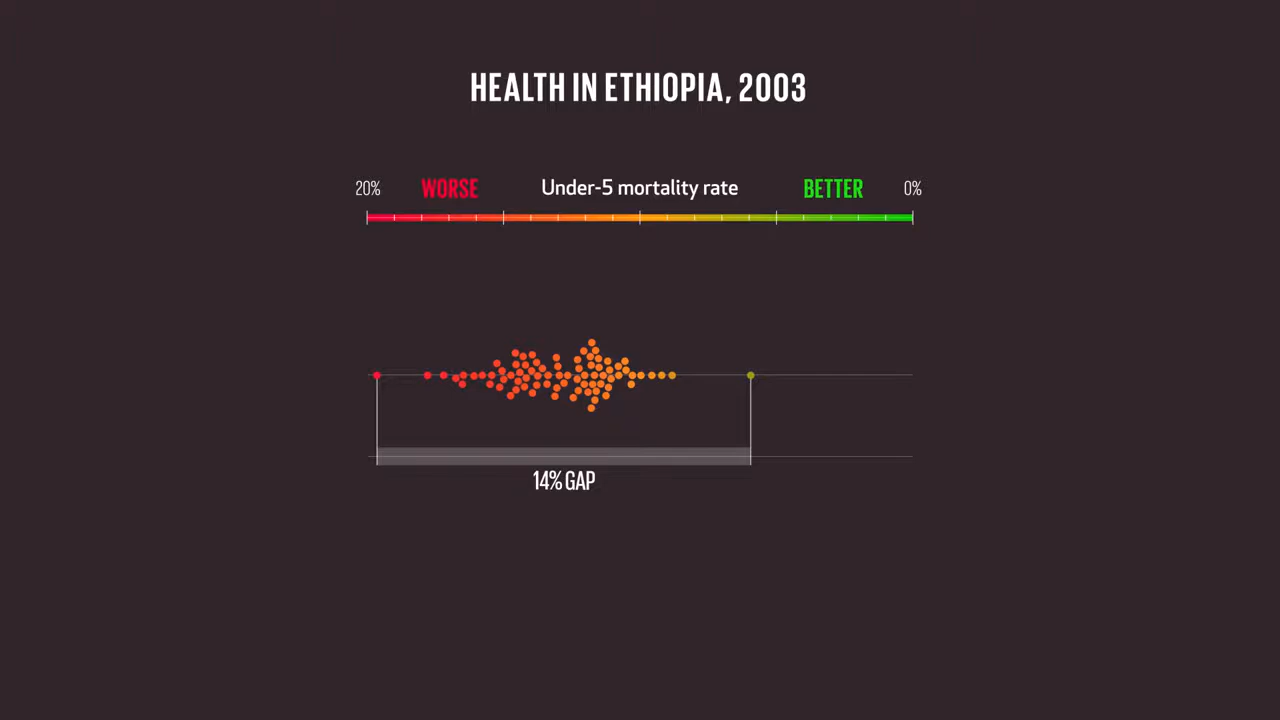 HEALTH IN ETHIOPIA, 2003
20% WORSE Under-5 mortality rate BETTER 0%
14% GAP